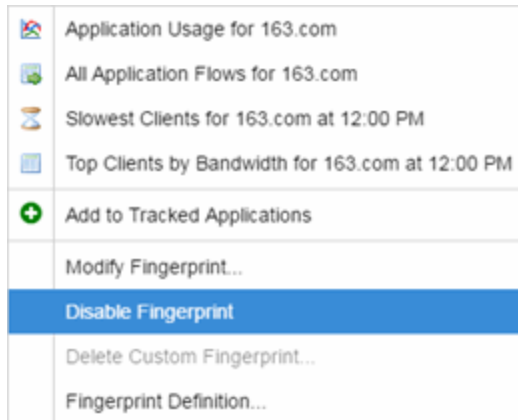 Application Usage for 163.com
All Application Flows for 163.com
Slowest Clients for 163.com at 12:00 PM
Top Clients by Bandwidth for 163.com at 12:00 PM
Add to Tracked Applications
Modify Fingerprint...
Disable Fingerprint
Delete Custom Fingerprint...
Fingerprint Definition...